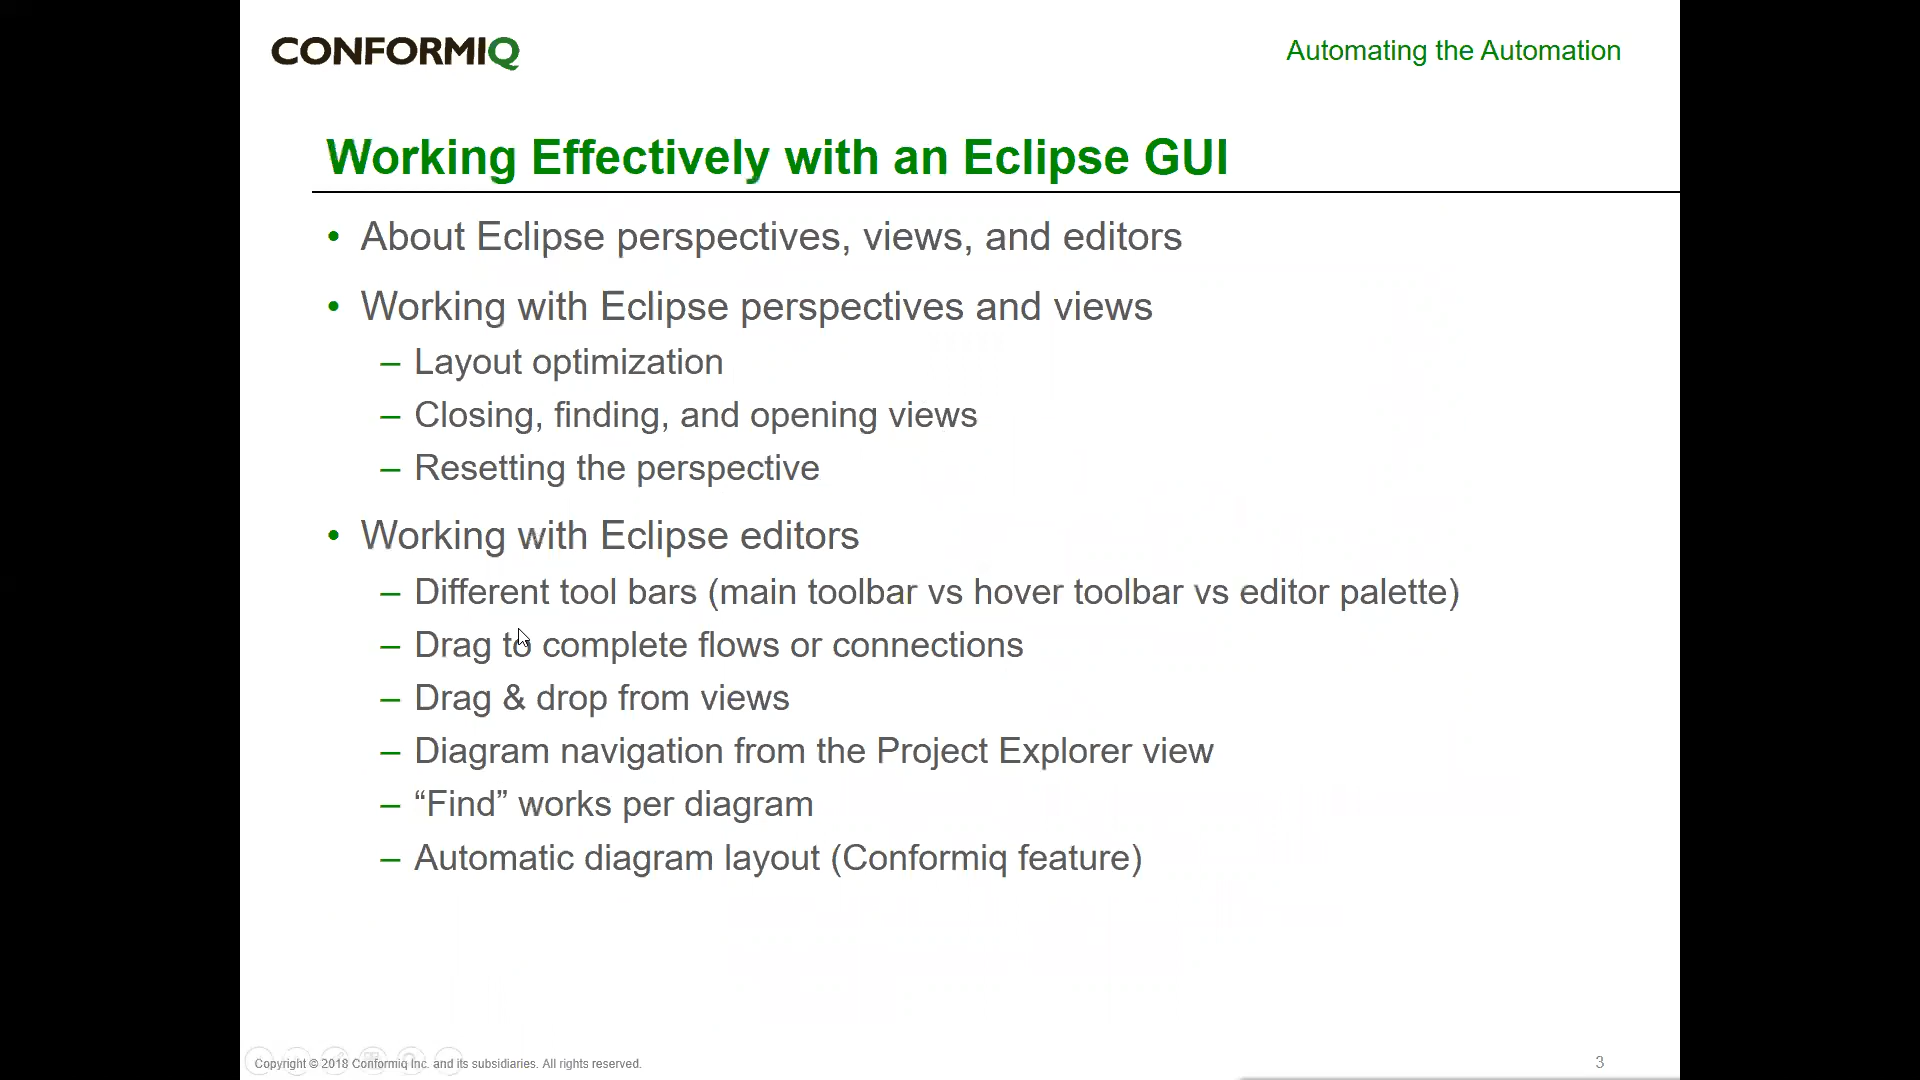 CONFORMIQ
Automating the Automation
Working Effectively with an Eclipse GUI
• About Eclipse perspectives, views, and editors
• Working with Eclipse perspectives and views
– Layout optimization
– Closing, finding, and opening views
– Resetting the perspective
• Working with Eclipse editors
– Different tool bars (main toolbar vs hover toolbar vs editor palette)
– Drag to complete flows or connections
– Drag & drop from views
– Diagram navigation from the Project Explorer view
– “Find” works per diagram
– Automatic diagram layout (Conformiq feature)
Copyright © 2018 Conformiq Inc. and its subsidiaries. All rights reserved.
3